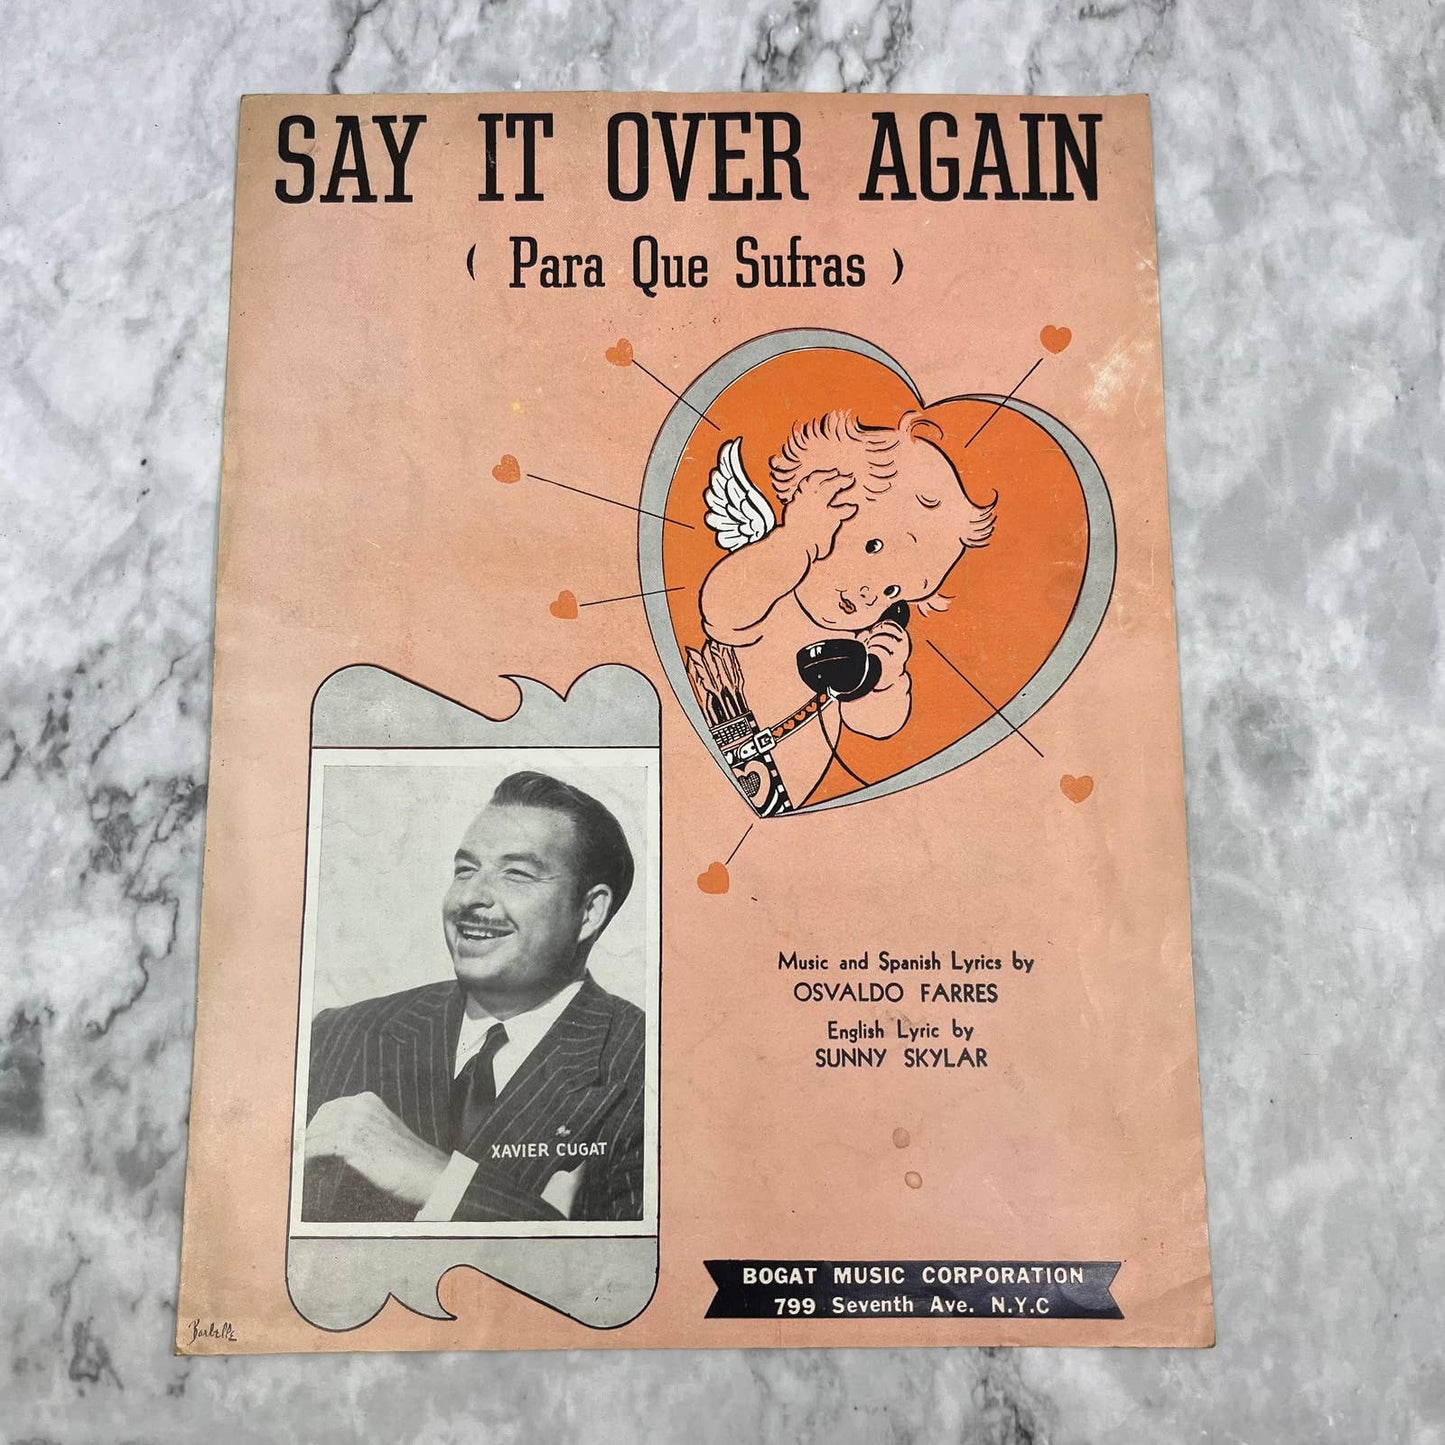 SAY IT OVER AGAIN
( Para Que Sufras )
Music and Spanish Lyrics by
OSVALDO FARRES
English Lyric by
SUNNY SKYLAR
XAVIER CUGAT
BOGAT MUSIC CORPORATION
799 Seventh Ave. N.Y.C
Barbelle